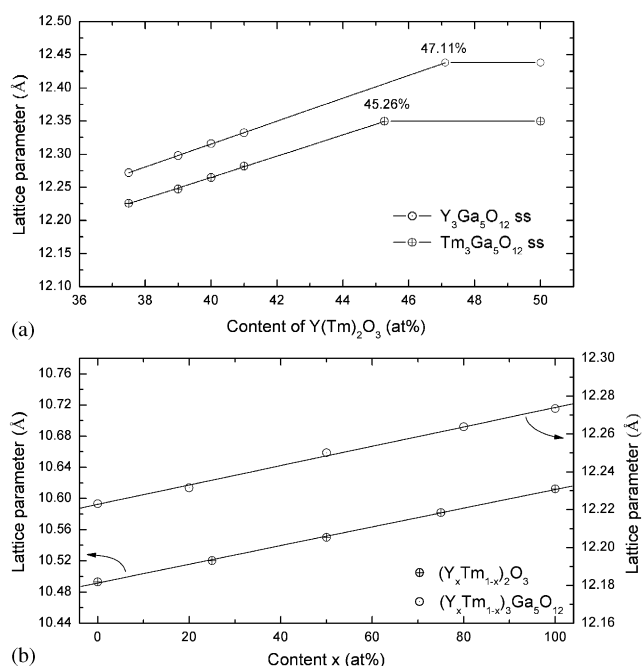 12.50
12.45
12.40
12.35
12.30
12.25
12.20
12.15
12.10
Lattice parameter (Å)
47.11%
45.26%
Y₃Ga₅O₁₂ ss
Tm₃Ga₅O₁₂ ss
36 38 40 42 44 46 48 50
(a)
Content of Y(Tm)₂O₃ (at%)
10.76
10.72
10.68
10.64
10.60
10.56
10.52
10.48
10.44
Lattice parameter (Å)
12.30
12.28
12.26
12.24
12.22
12.20
12.18
12.16
Lattice parameter (Å)
(YₓTm₁₋ₓ)₂O₃
(YₓTm₁₋ₓ)₃Ga₅O₁₂
0 20 40 60 80 100
(b)
Content x (at%)